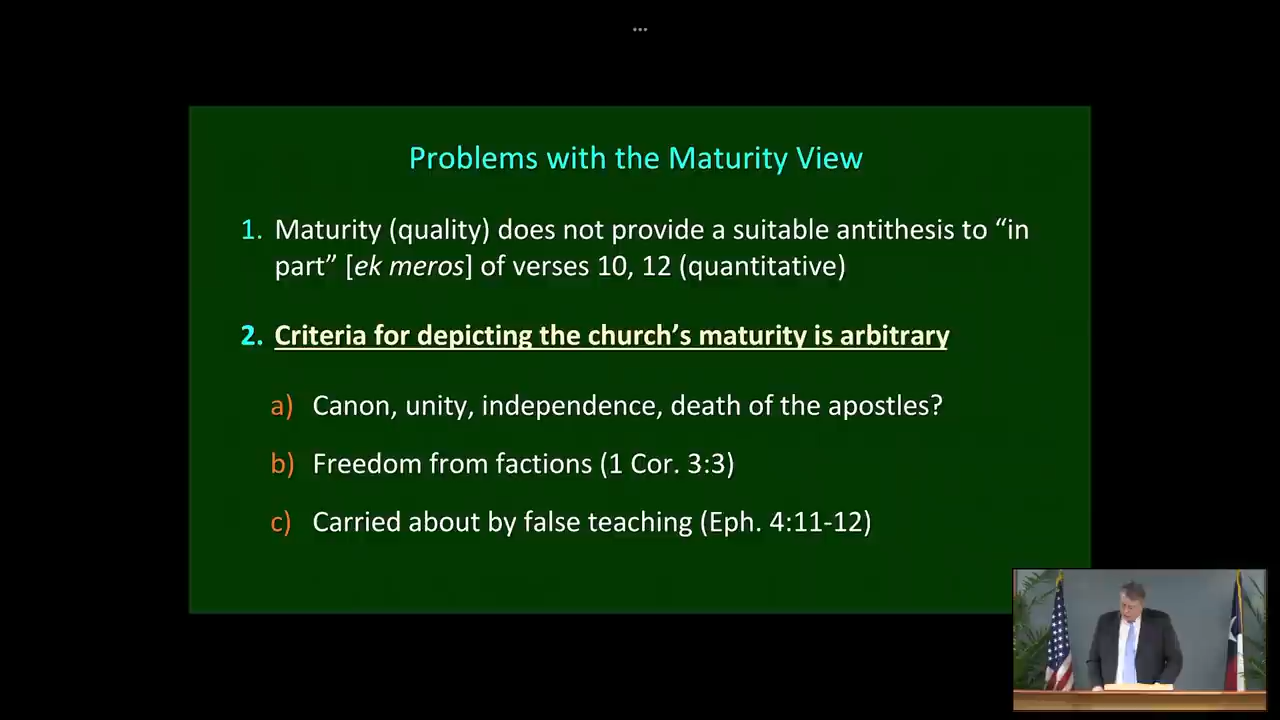 ...
Problems with the Maturity View
1. Maturity (quality) does not provide a suitable antithesis to “in
part” [ek meros] of verses 10, 12 (quantitative)
2. Criteria for depicting the church’s maturity is arbitrary
a) Canon, unity, independence, death of the apostles?
b) Freedom from factions (1 Cor. 3:3)
c) Carried about by false teaching (Eph. 4:11-12)